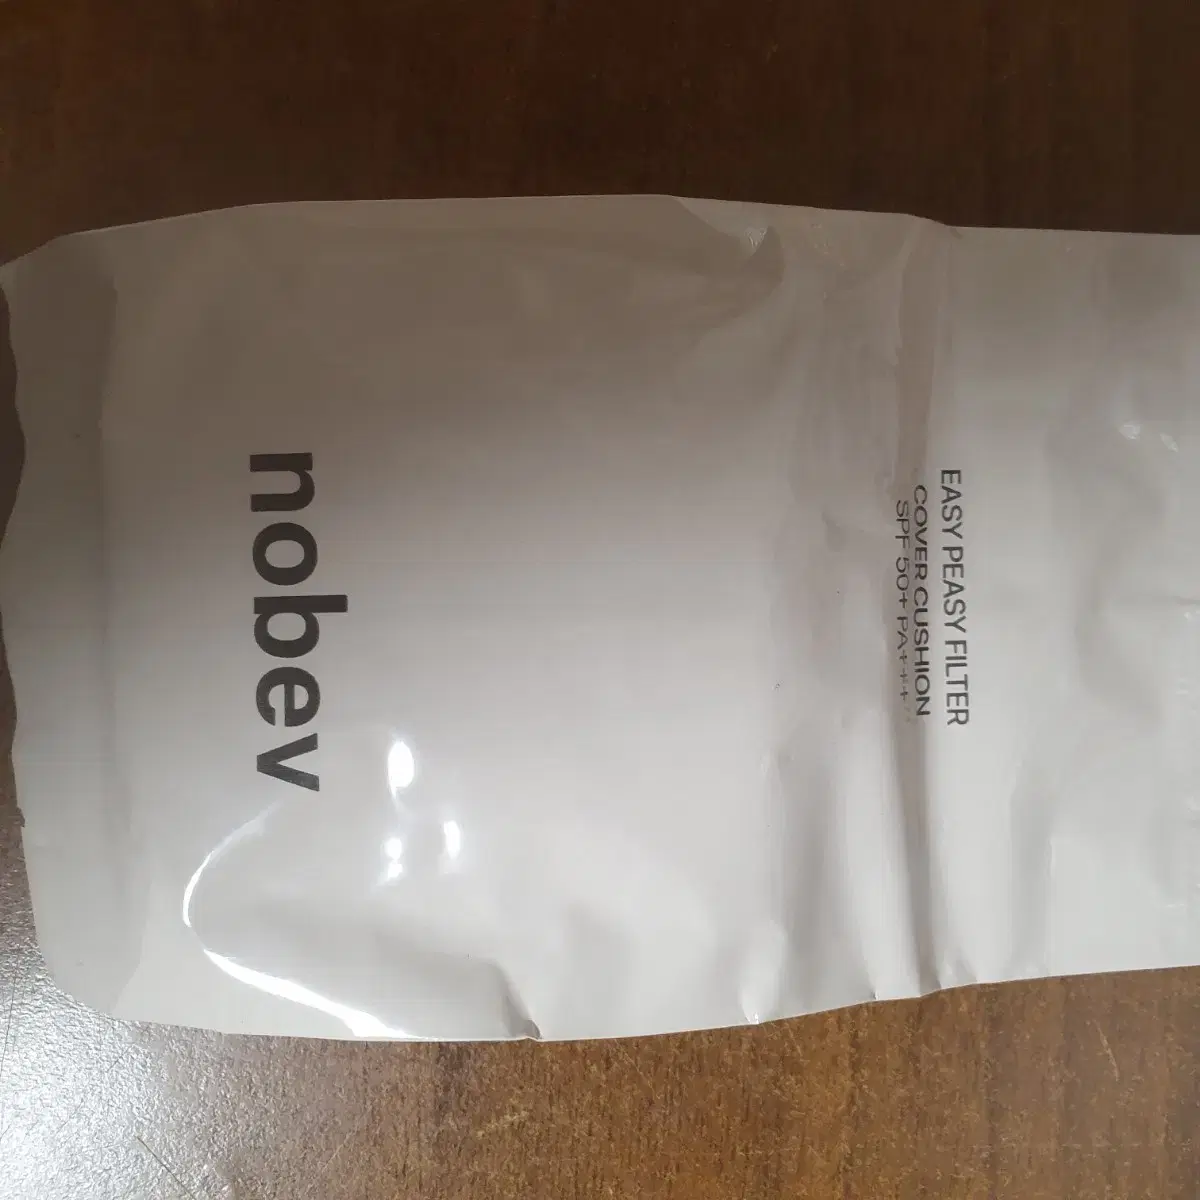 nobev
EASY PEASY FILTER
COVER CUSHION
SPF 50+ PA++++